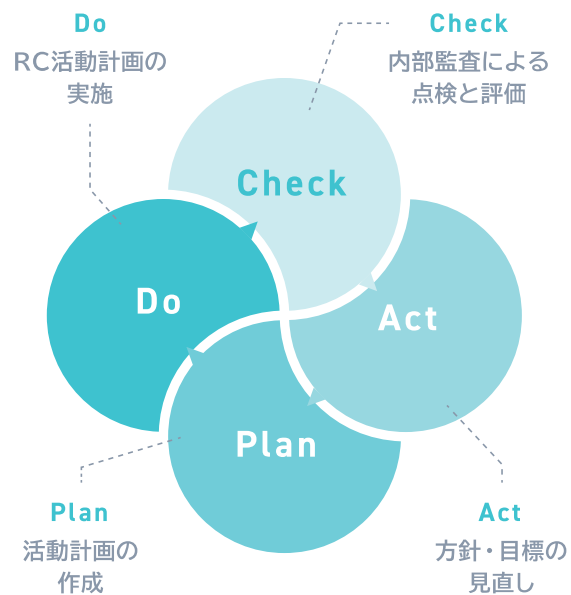 Do
RC活動計画の
実施
Check
内部監査による
点検と評価
Check
Do
Act
Plan
Plan
活動計画の
作成
Act
方針・目標の
見直し